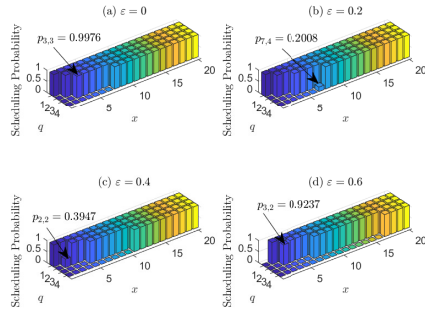 (a) ε = 0
p3,3 = 0.9976
Scheduling Probability
1
0.5
0
1 2 3 4
q
5
10
15
20
x
(b) ε = 0.2
p7,4 = 0.2008
Scheduling Probability
1
0.5
0
1 2 3 4
q
5
10
15
20
x
(c) ε = 0.4
p2,2 = 0.3947
Scheduling Probability
1
0.5
0
1 2 3 4
q
5
10
15
20
x
(d) ε = 0.6
p3,2 = 0.9237
Scheduling Probability
1
0.5
0
1 2 3 4
q
5
10
15
20
x